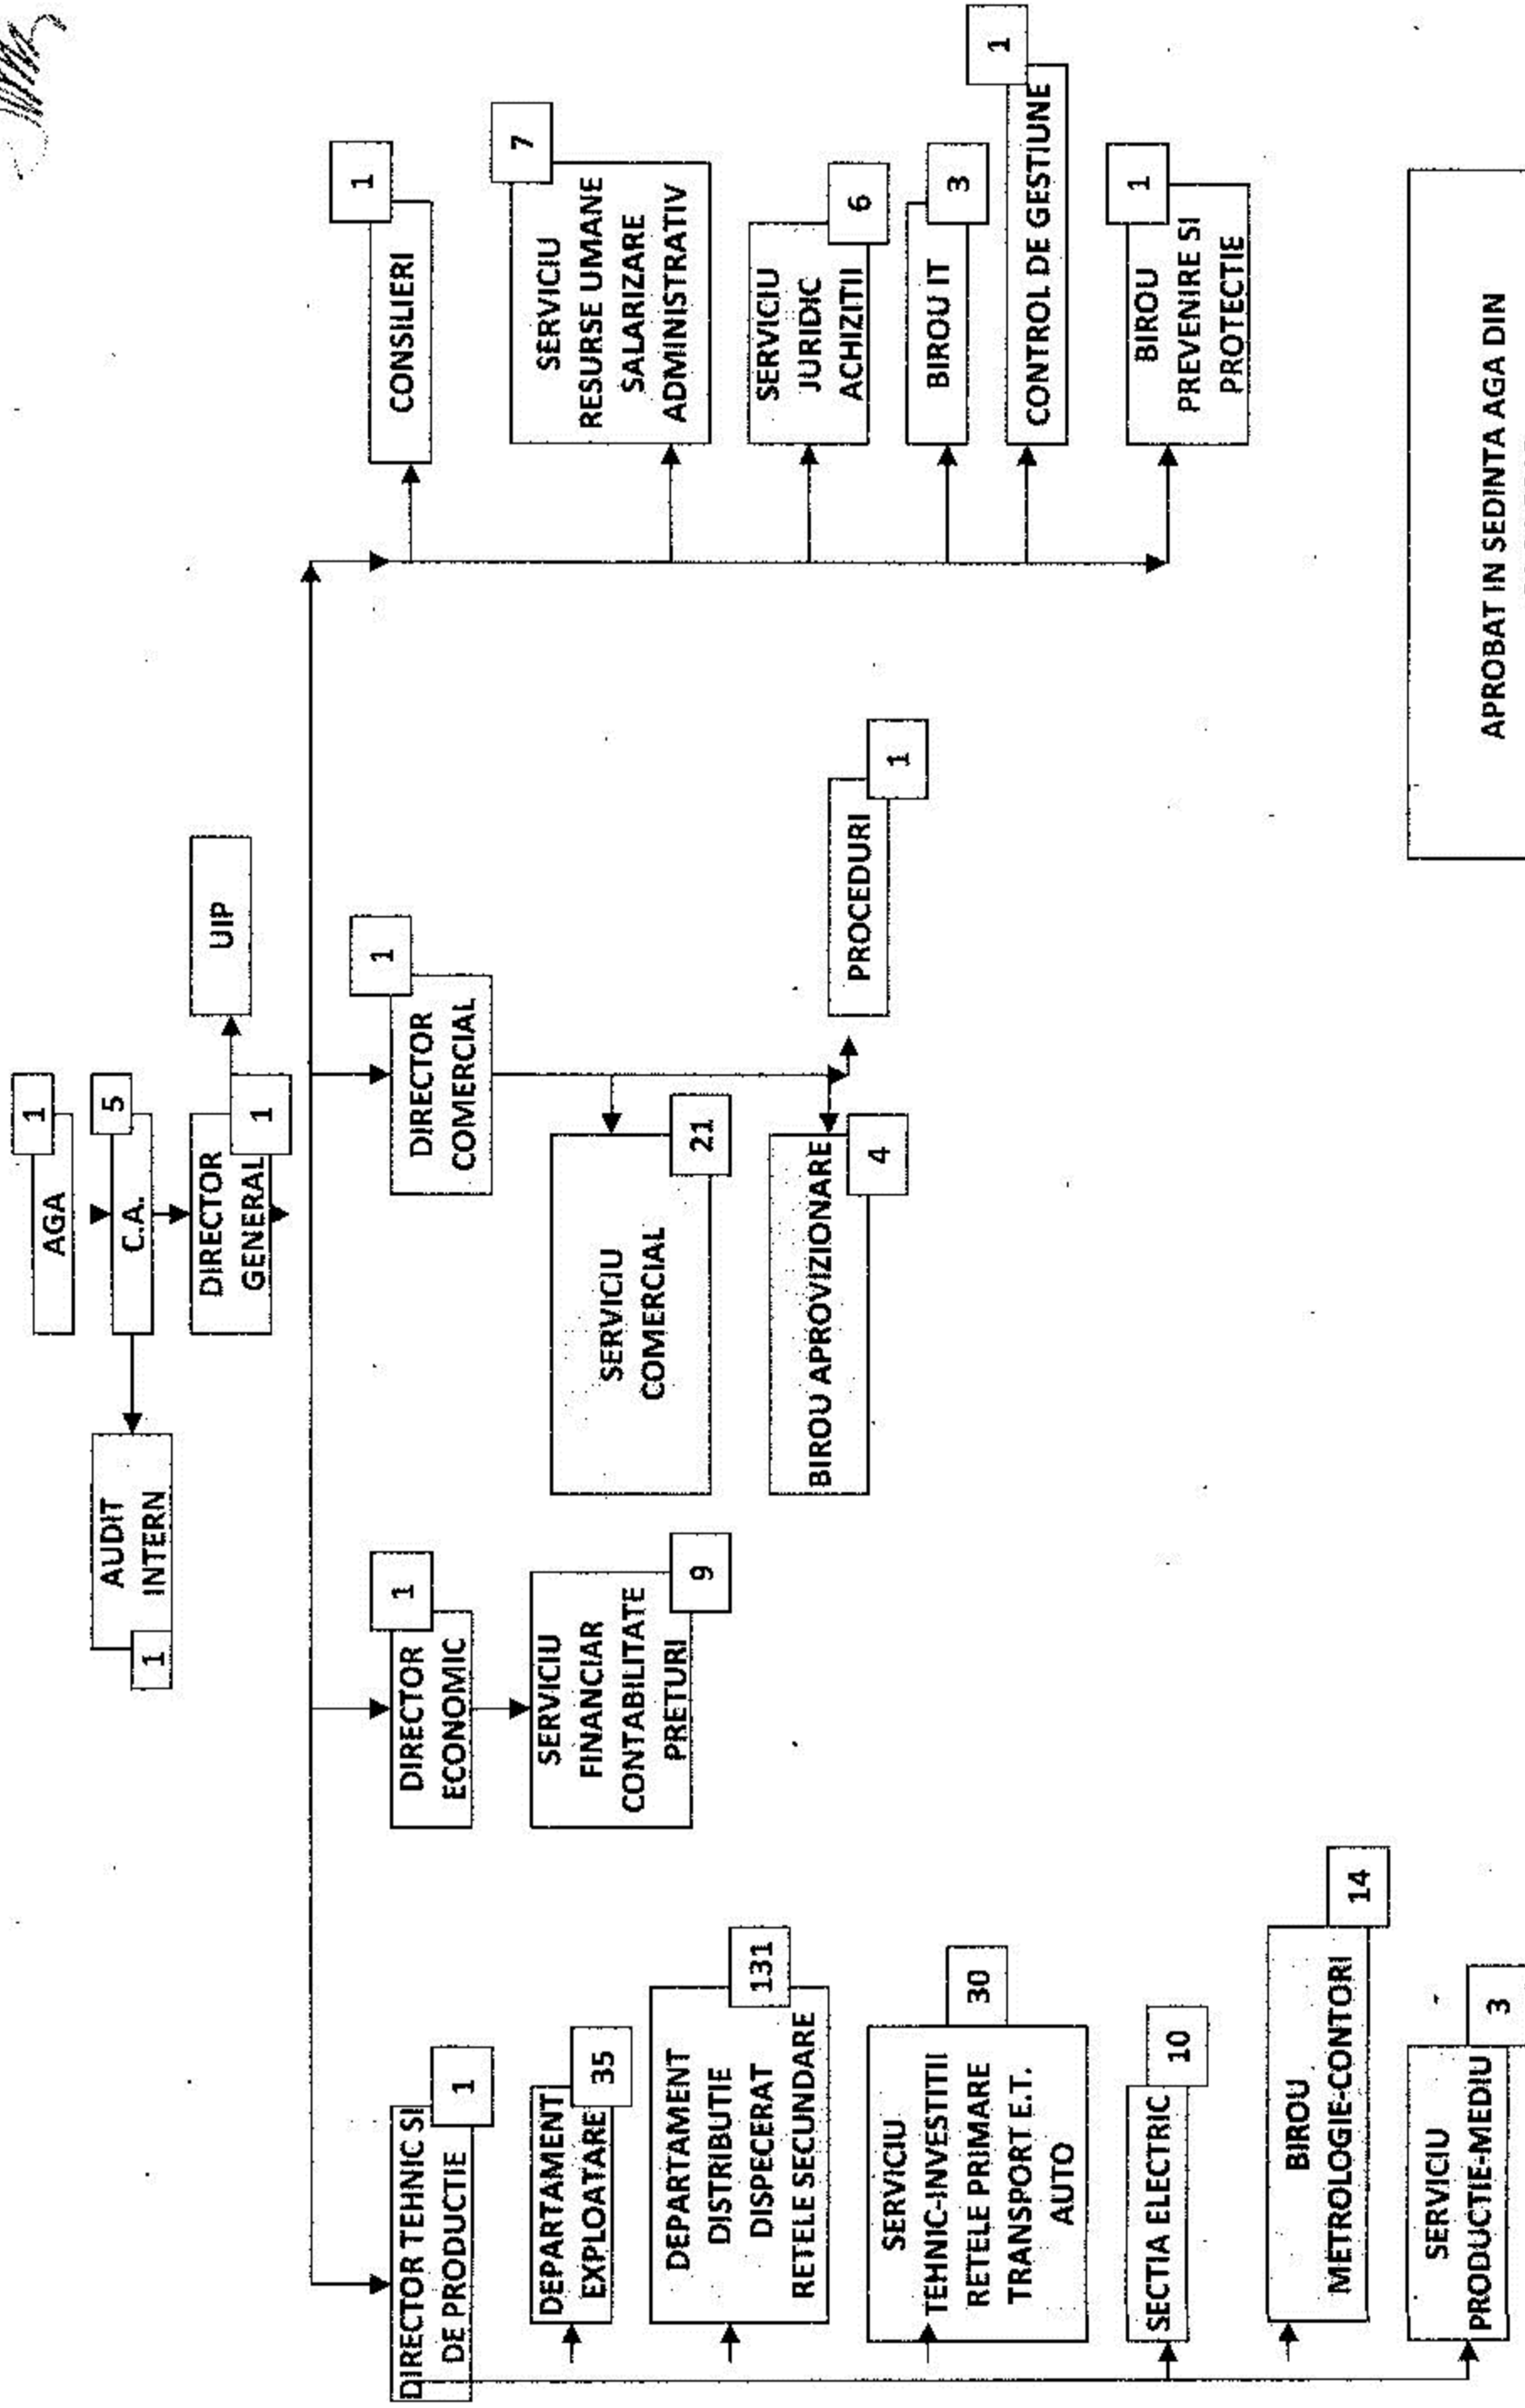 AGA
1
C.A.
5
AUDIT
INTERN
1
DIRECTOR
GENERAL
1
UIP
DIRECTOR TEHNIC SI
DE PRODUCTIE
1
DEPARTAMENT
EXPLOATARE
35
DEPARTAMENT
DISTRIBUTIE
DISPECERAT
RETELE SECUNDARE
131
SERVICIU
TEHNIC-INVESTITII
RETELE PRIMARE
TRANSPORT E.T.
AUTO
30
SECTIA ELECTRIC
10
BIROU
METROLOGIE-CONTORI
14
SERVICIU
PRODUCTIE-MEDIU
3
DIRECTOR
ECONOMIC
1
SERVICIU
FINANCIAR
CONTABILITATE
PRETURI
9
DIRECTOR
COMERCIAL
1
SERVICIU
COMERCIAL
21
BIROU APROVIZIONARE
4
PROCEDURI
1
CONSILIERI
1
SERVICIU
RESURSE UMANE
SALARIZARE
ADMINISTRATIV
7
SERVICIU
JURIDIC
ACHIZITII
6
BIROU IT
3
CONTROL DE GESTIUNE
1
BIROU
PREVENIRE SI
PROTECTIE
1
APROBAT IN SEDINTA AGA DIN